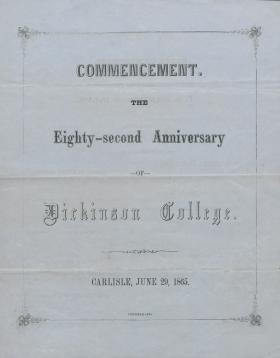 COMMENCEMENT.
THE
Eighty-second Anniversary
—OF—
Dickinson College.
CARLISLE, JUNE 29, 1865.